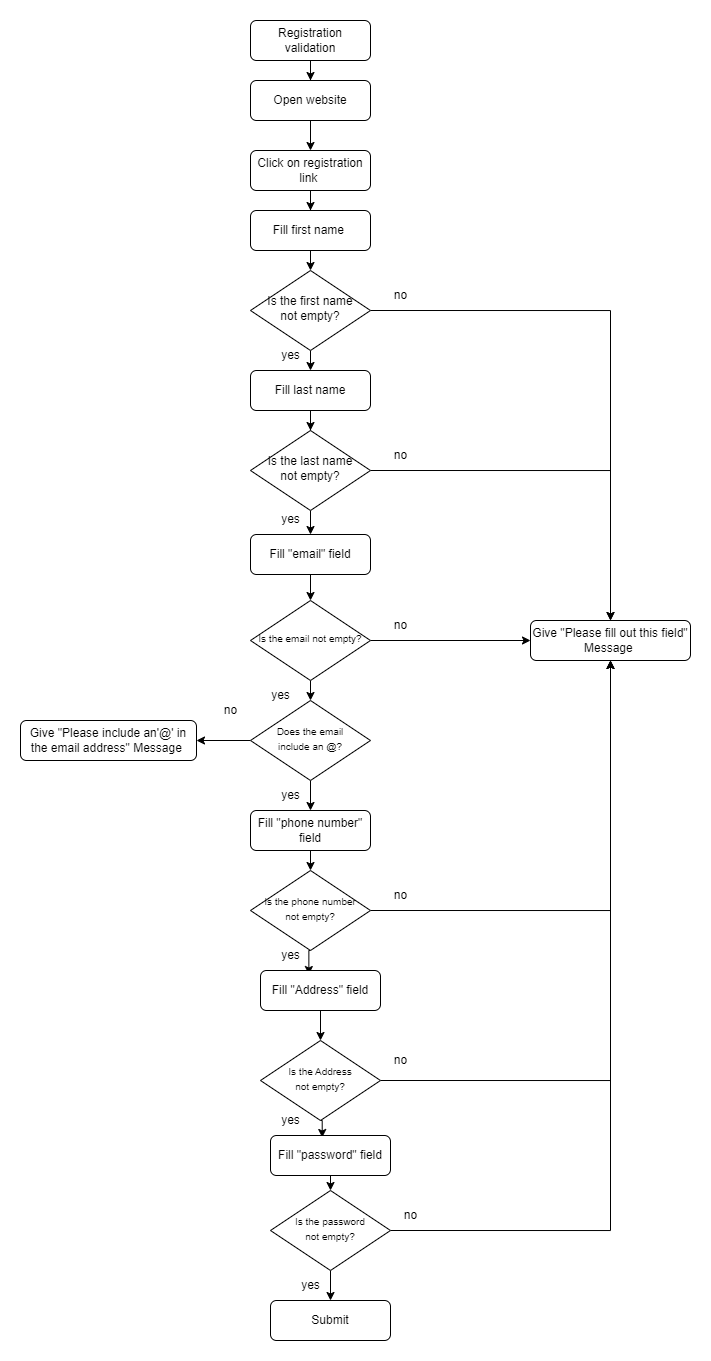 Registration
validation
Open website
Click on registration
link
Fill first name
Is the first name
not empty?
no
yes
Fill last name
Is the last name
not empty?
no
yes
Fill "email" field
Is the email not empty?
no
Give "Please fill out this field"
Message
yes
Does the email
include an @?
no
Give "Please include an'@' in
the email address" Message
yes
Fill "phone number"
field
Is the phone number
not empty?
no
yes
Fill "Address" field
Is the Address
not empty?
no
yes
Fill "password" field
Is the password
not empty?
no
yes
Submit